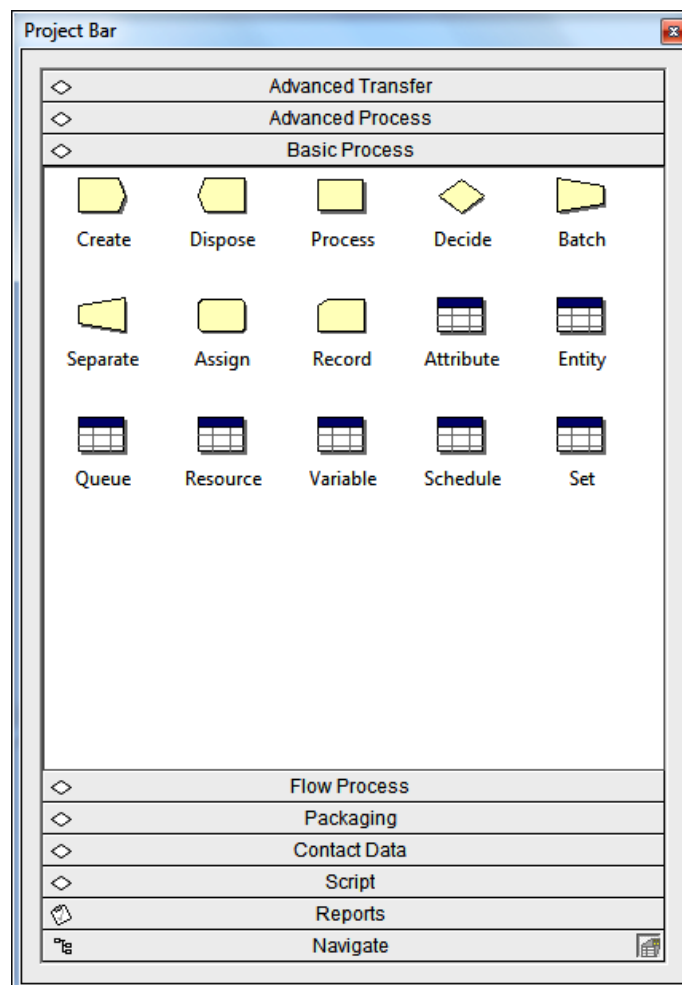 Project Bar
Advanced Transfer
Advanced Process
Basic Process
Create Dispose Process Decide Batch
Separate Assign Record Attribute Entity
Queue Resource Variable Schedule Set
Flow Process
Packaging
Contact Data
Script
Reports
Navigate